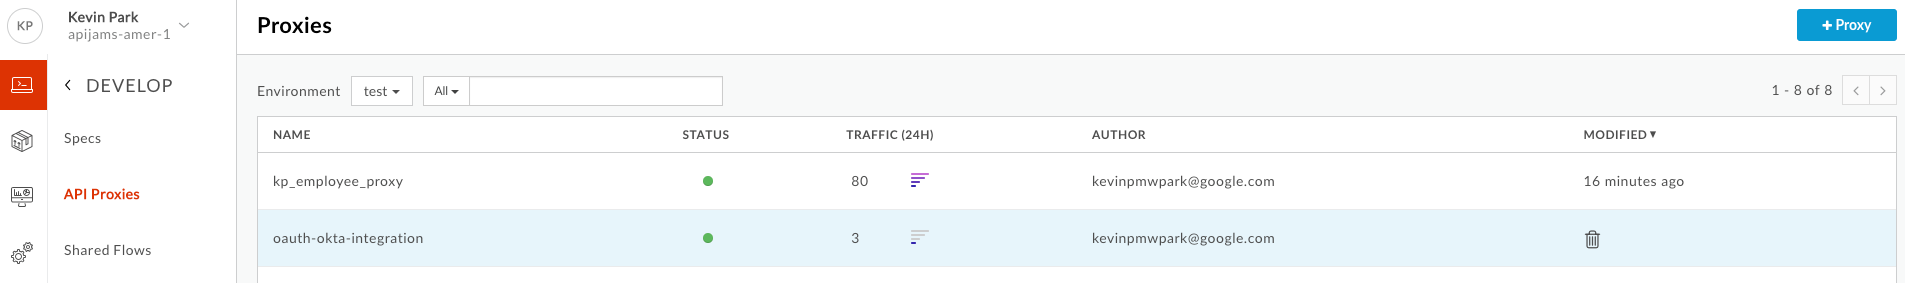 KP
Kevin Park
apijams-amer-1
Proxies
+ Proxy
DEVELOP
Specs
API Proxies
Shared Flows
Environment test All
1 - 8 of 8
NAME STATUS TRAFFIC (24H) AUTHOR MODIFIED
kp_employee_proxy 80 kevinpmwpark@google.com 16 minutes ago
oauth-okta-integration 3 kevinpmwpark@google.com